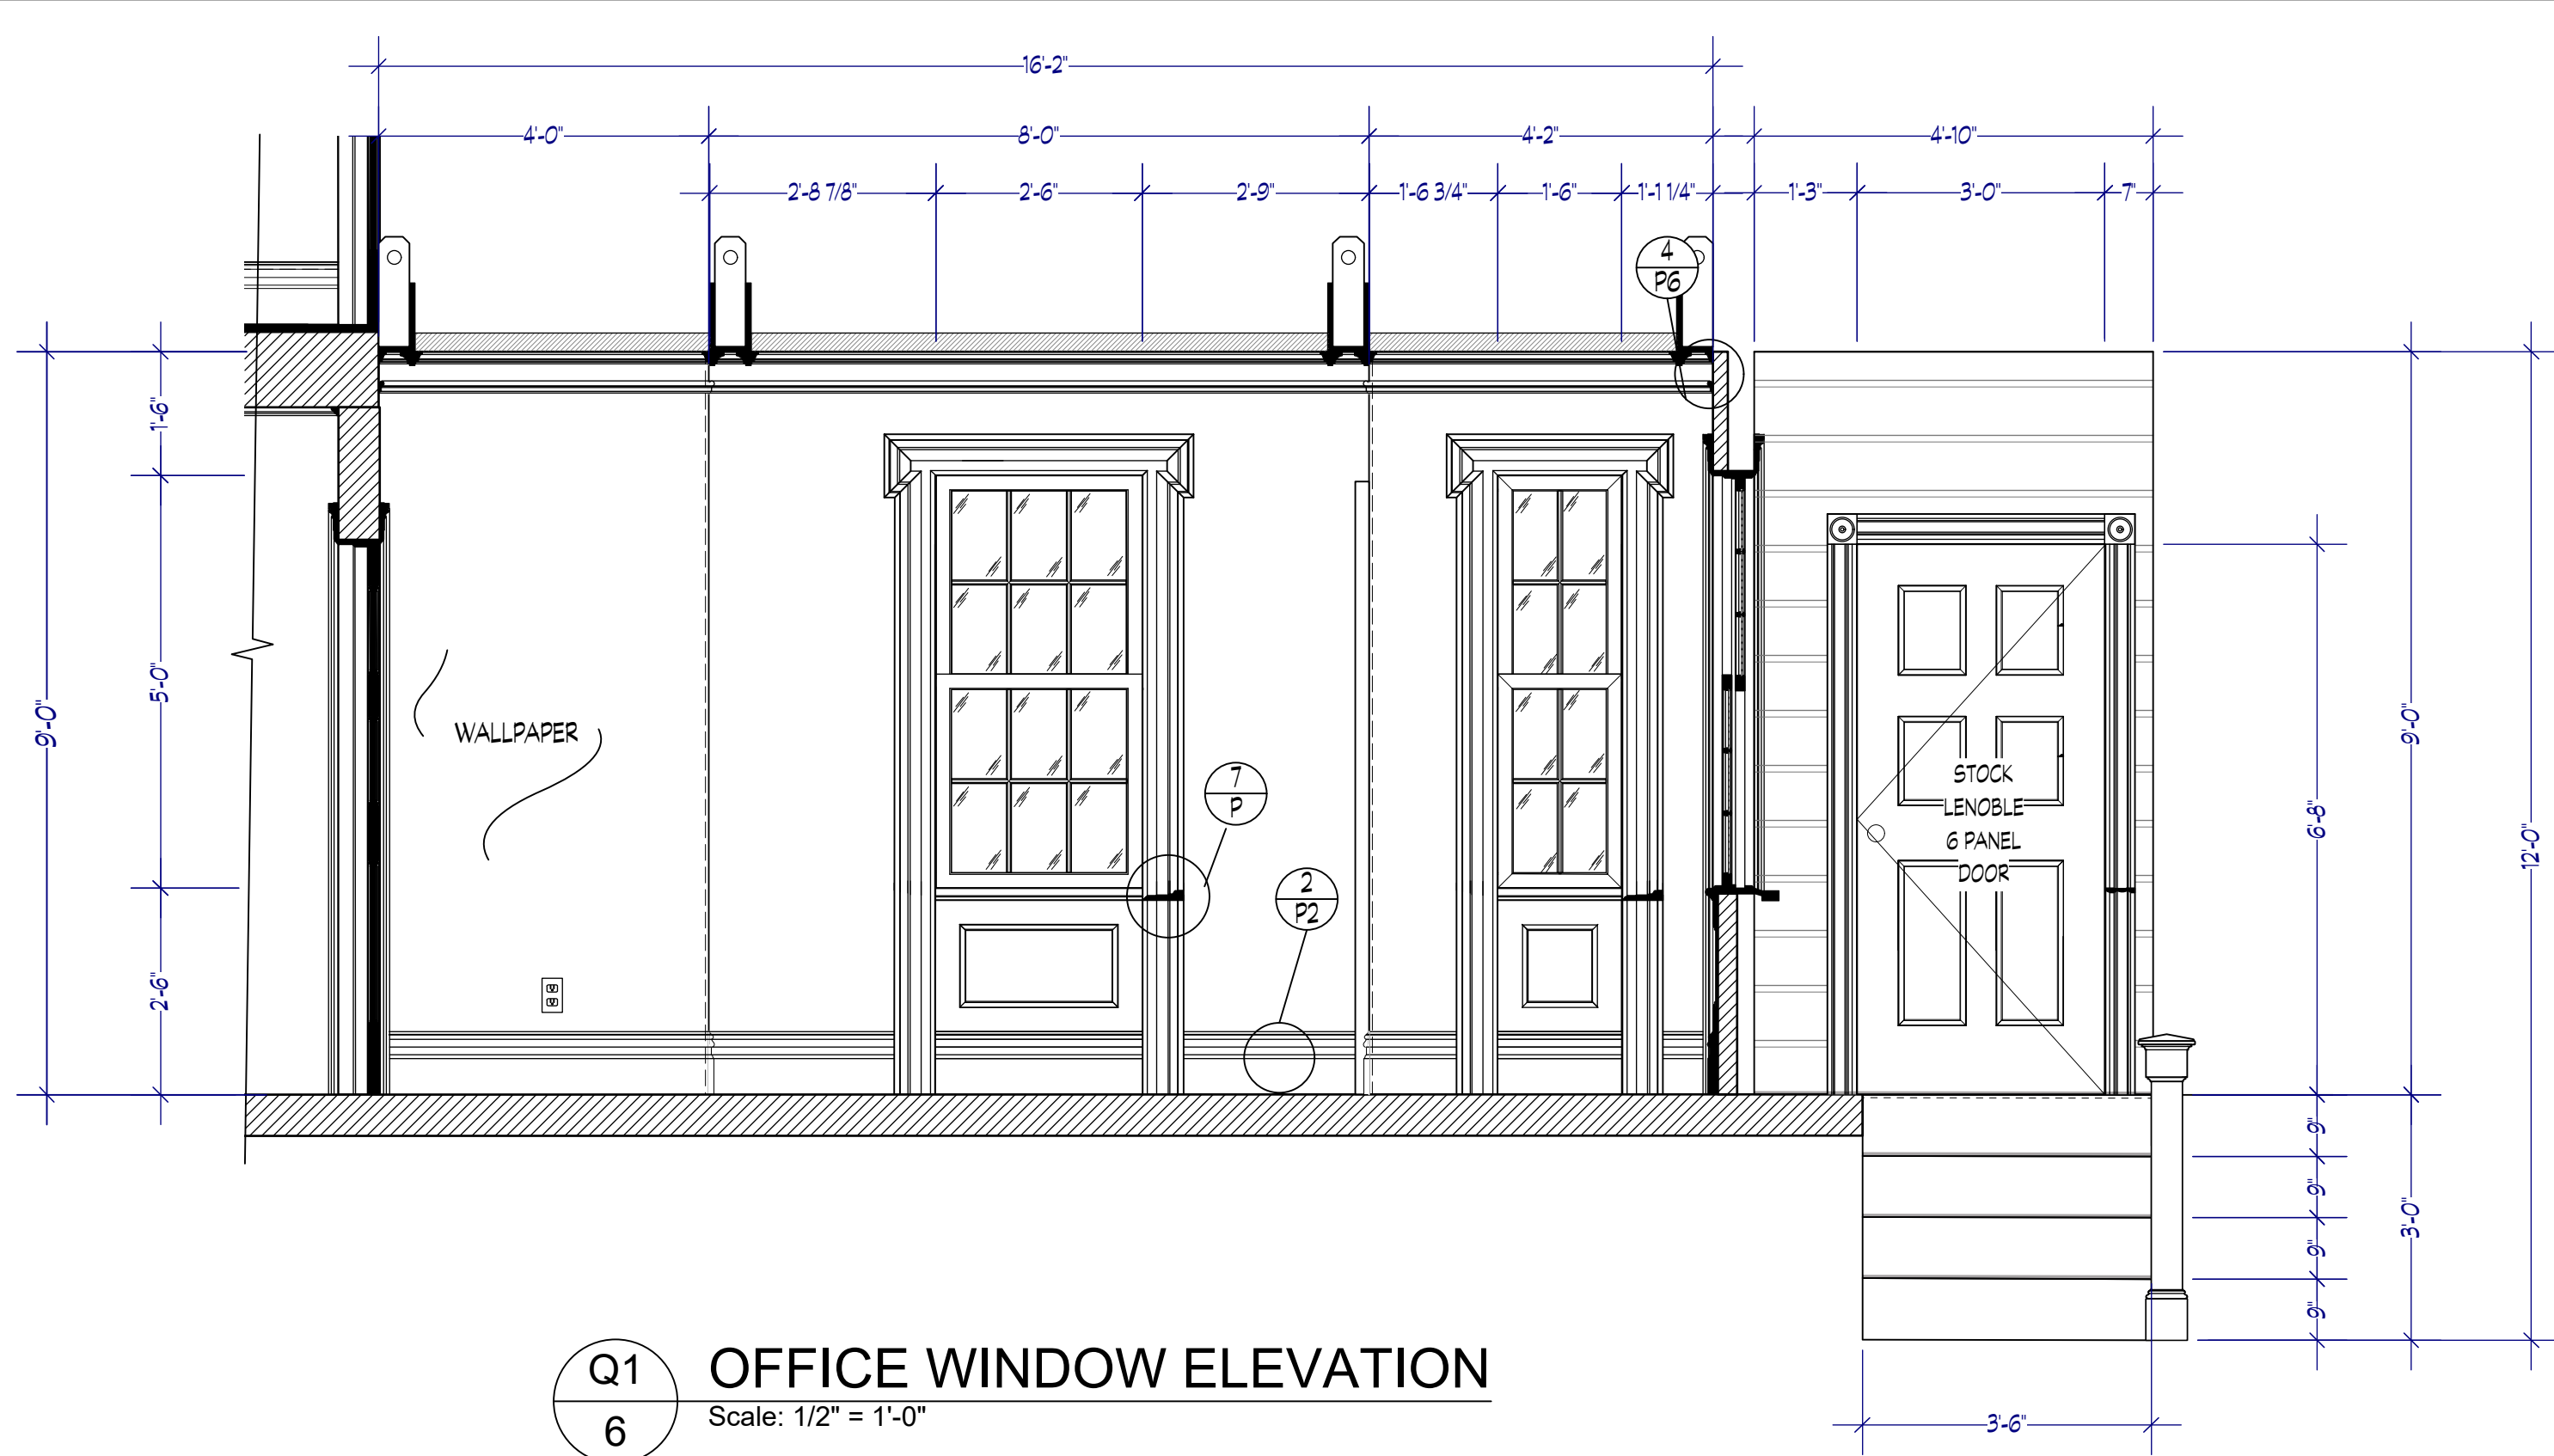 16'-2"
4'-0" 8'-0" 4'-2" 4'-10"
2'-8 7/8" 2'-6" 2'-9" 1'-6 3/4" 1'-6" 1'-1 1/4" 1'-3" 3'-0" 7"
4
P6
1'-6"
5'-0"
9'-0"
2'-6"
WALLPAPER
7
P
2
P2
STOCK
LENOBLE
6 PANEL
DOOR
9'-0"
6'-8"
12'-0"
9"
9"
9"
9"
3'-0"
3'-6"
Q1
6
OFFICE WINDOW ELEVATION
Scale: 1/2" = 1'-0"